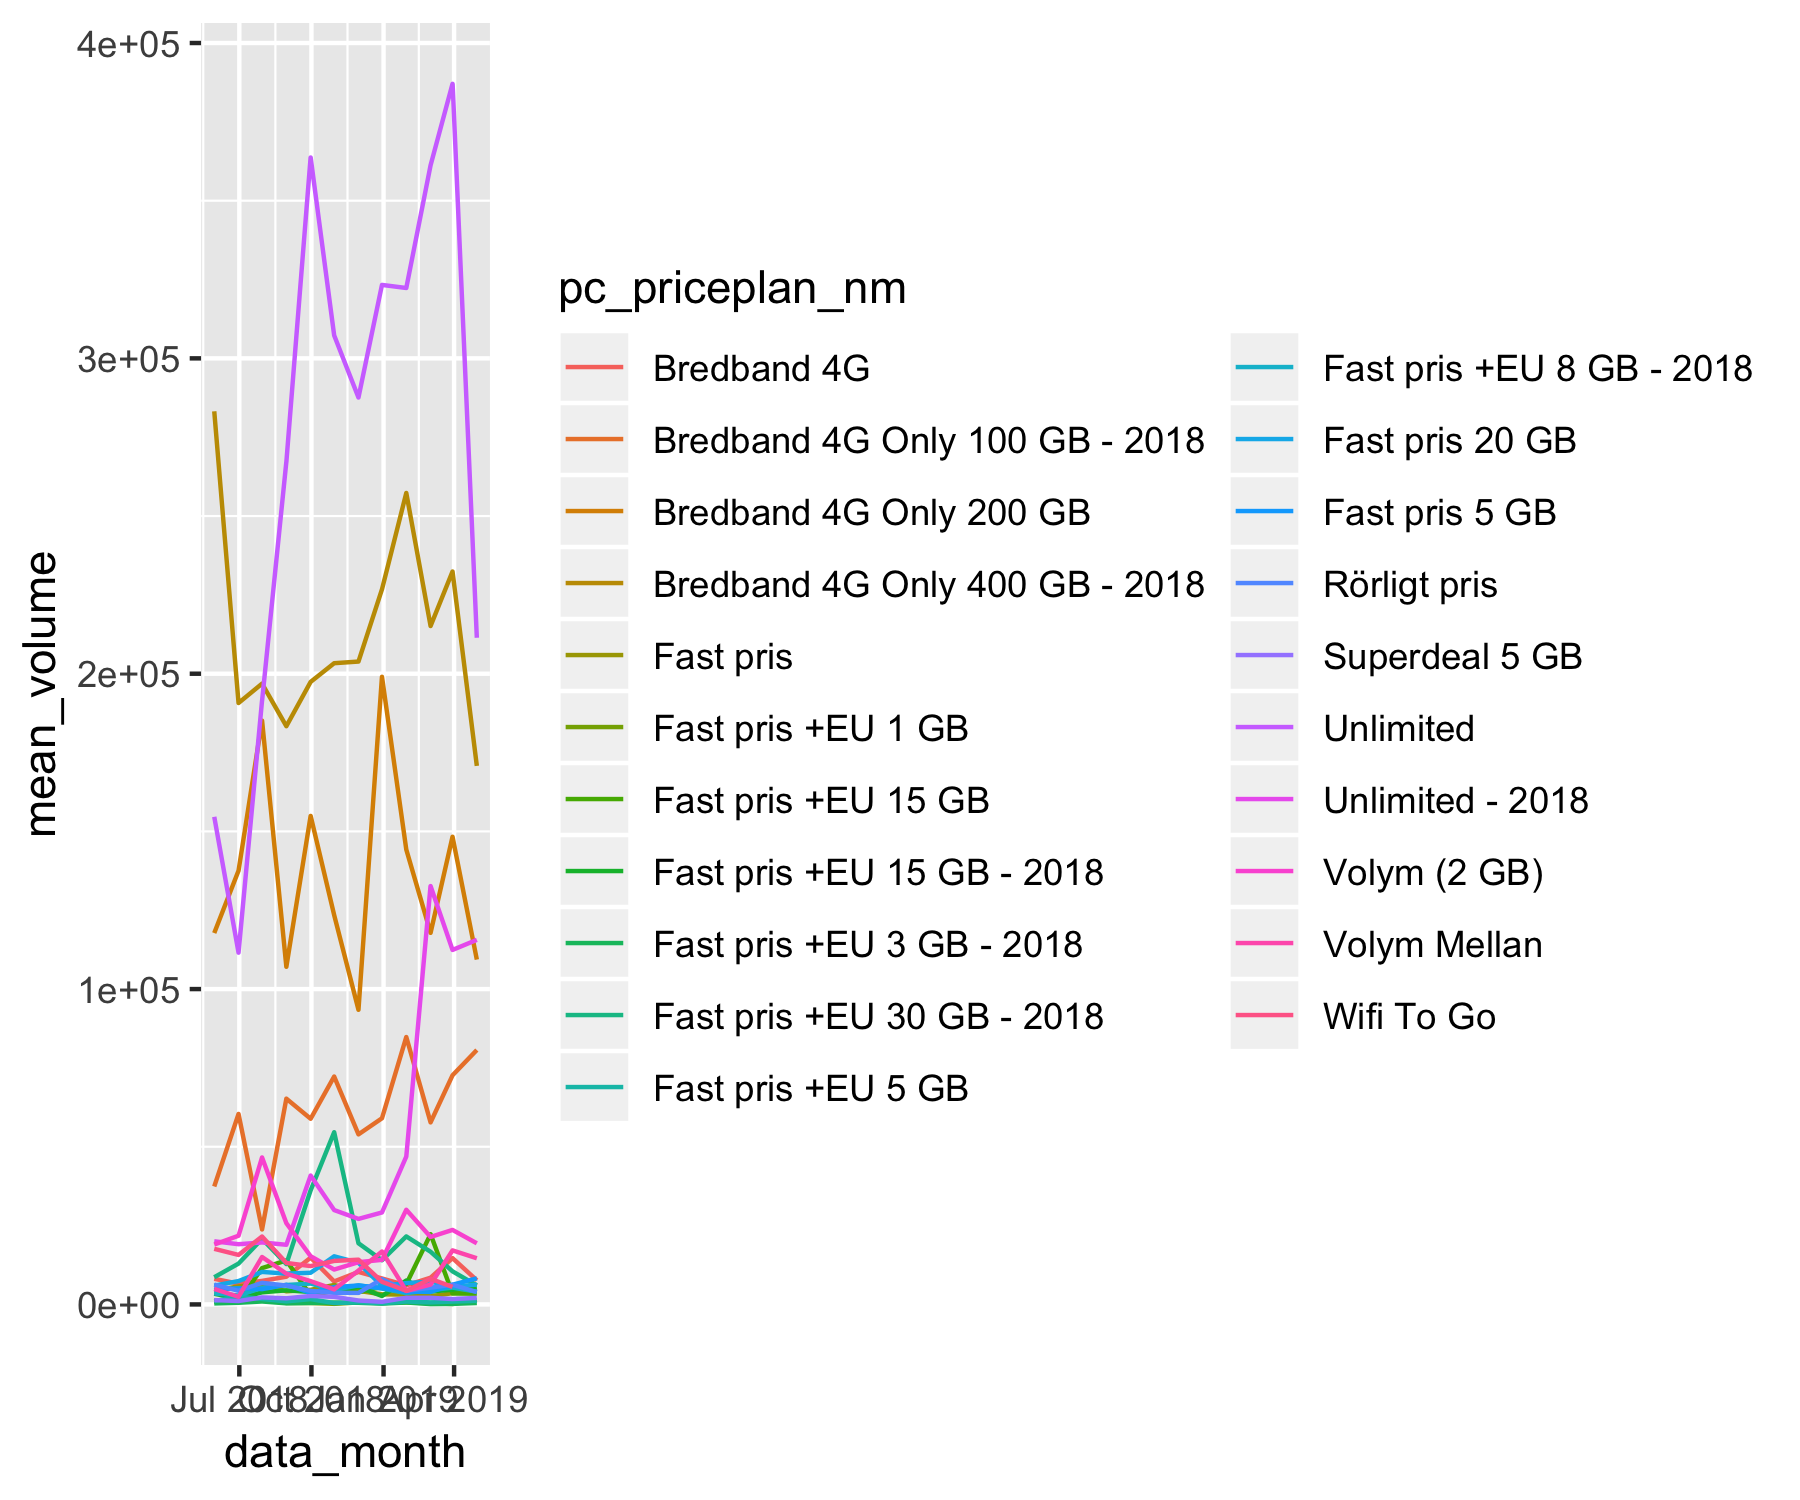 4e+05
3e+05
2e+05
1e+05
0e+00
mean_volume
Jul 2018 Oct 2018 Jan 2019 Apr 2019
data_month
pc_priceplan_nm
Bredband 4G
Bredband 4G Only 100 GB - 2018
Bredband 4G Only 200 GB
Bredband 4G Only 400 GB - 2018
Fast pris
Fast pris +EU 1 GB
Fast pris +EU 15 GB
Fast pris +EU 15 GB - 2018
Fast pris +EU 3 GB - 2018
Fast pris +EU 30 GB - 2018
Fast pris +EU 5 GB
Fast pris +EU 8 GB - 2018
Fast pris 20 GB
Fast pris 5 GB
Rörligt pris
Superdeal 5 GB
Unlimited
Unlimited - 2018
Volym (2 GB)
Volym Mellan
Wifi To Go